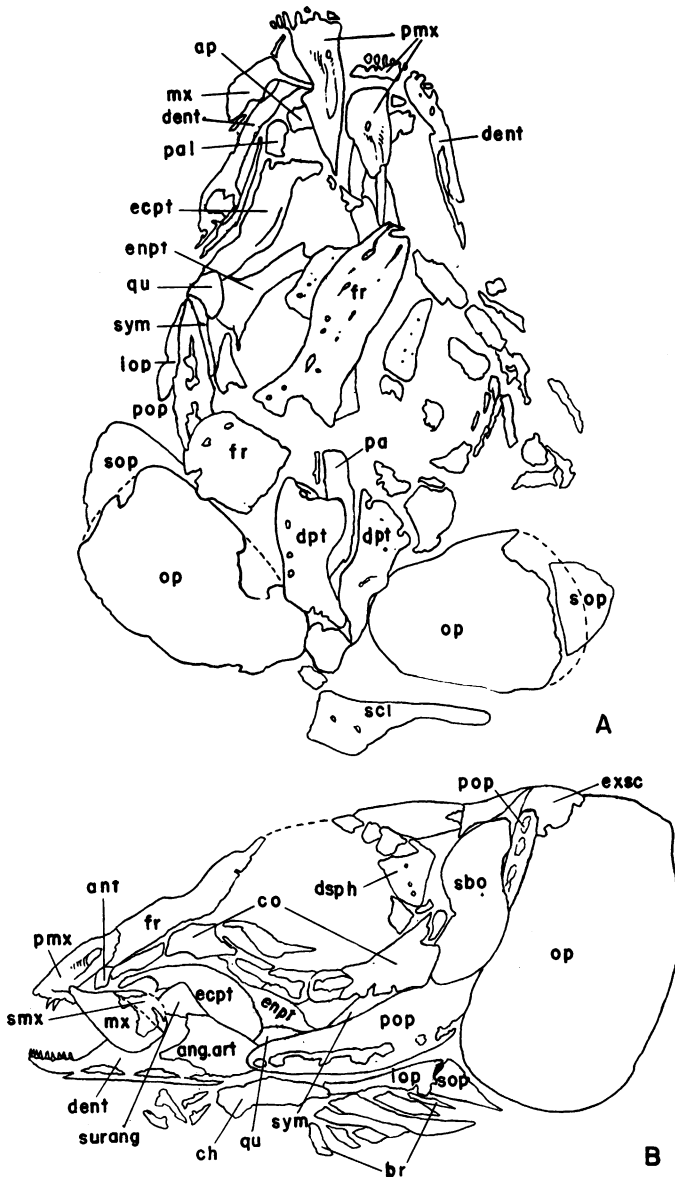 pmx
ap
mx
dent
dent
pal
ecpt
enpt
qu
fr
sym
iop
pop
pa
sop
fr
dpt
dpt
op
sop
op
scl
A
pop
exsc
ant
dsph
sbo
co
fr
pmx
op
ecpt
enpt
smx
mx
pop
ang.art
iop
sop
dent
surang
ch
qu
sym
br
B